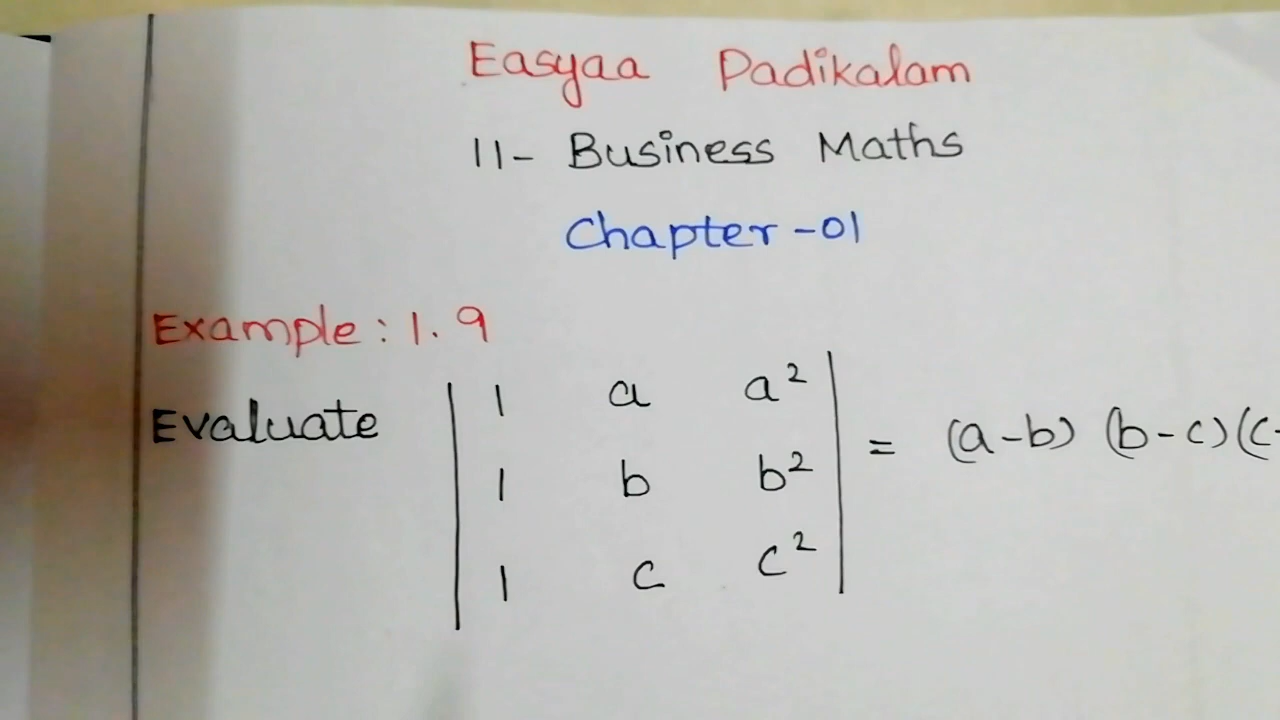 Easyaa Padikalam
11- Business Maths
Chapter -01
Example: 1.9
Evaluate | 1 a a² | = (a-b) (b-c)(c-
| 1 b b² |
| 1 c c² |